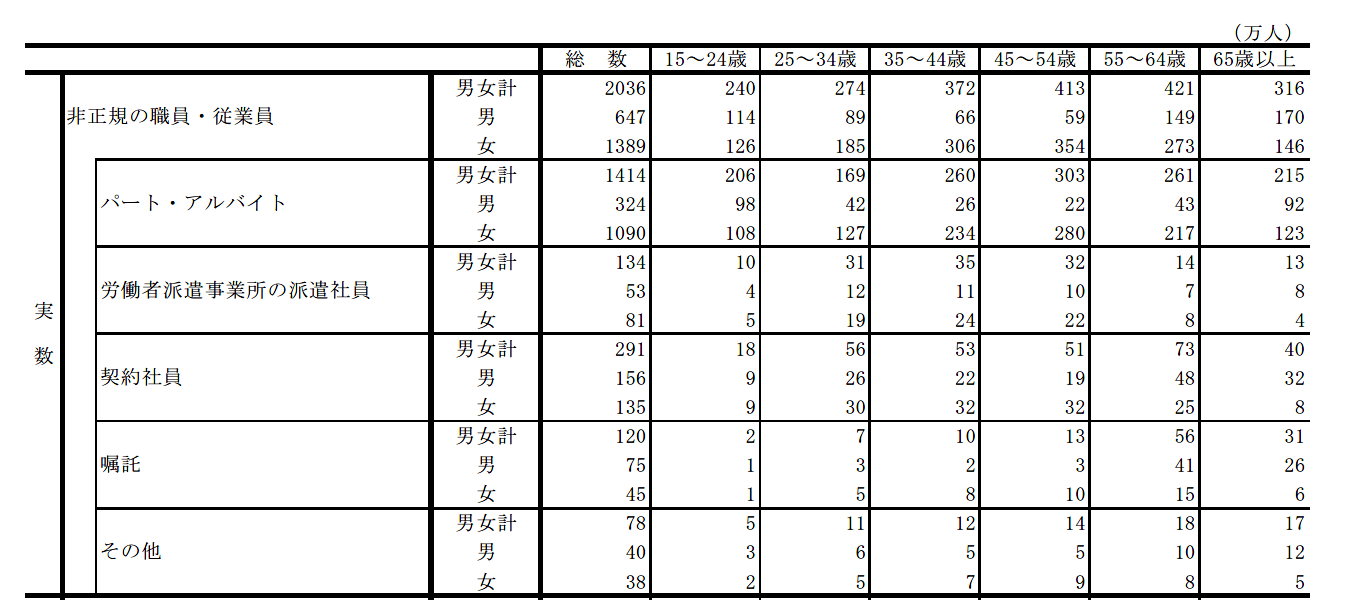 （万人）
総　数 15～24歳 25～34歳 35～44歳 45～54歳 55～64歳 65歳以上
男女計 2036 240 274 372 413 421 316
非正規の職員・従業員 男 647 114 89 66 59 149 170
女 1389 126 185 306 354 273 146
男女計 1414 206 169 260 303 261 215
パート・アルバイト 男 324 98 42 26 22 43 92
女 1090 108 127 234 280 217 123
男女計 134 10 31 35 32 14 13
労働者派遣事業所の派遣社員 男 53 4 12 11 10 7 8
実 女 81 5 19 24 22 8 4
数 男女計 291 18 56 53 51 73 40
契約社員 男 156 9 26 22 19 48 32
女 135 9 30 32 32 25 8
男女計 120 2 7 10 13 56 31
嘱託 男 75 1 3 2 3 41 26
女 45 1 5 8 10 15 6
男女計 78 5 11 12 14 18 17
その他 男 40 3 6 5 5 10 12
女 38 2 5 7 9 8 5